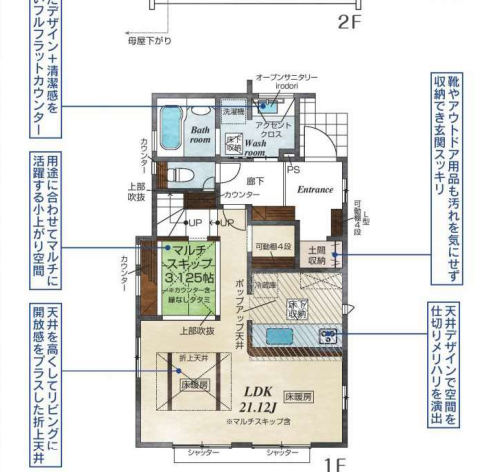 2F
母屋下がり
たデザイン+清潔感を
いフルフラットカウンター
オープンサニタリー
irodori
洗濯機
アクセント
クロス
Bath
room
床下
収納
Wash
room
カウンター
PS
廊下
Entrance
上部
吹抜
カウンター
UP
UP
可動棚4段
L型
可動棚4段
土間
収納
靴やアウトドア用品も汚れを気にせず
収納でき玄関スッキリ
用途に合わせてマルチに
活躍する小上がり空間
マルチ
スキップ
3.125帖
※カウンター含
縁なしタタミ
カウンター
冷蔵庫
床下
収納
ポップアップ天井
上部吹抜
折上天井
床暖房
LDK
21.12J
※マルチスキップ含
床暖房
天井デザインで空間を
仕切りメリハリを演出
天井を高くしてリビングに
開放感をプラスした折上天井
シャッター
シャッター
1F